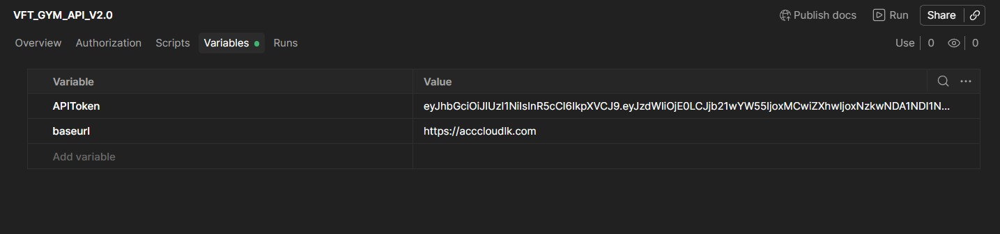 VFT_GYM_API_V2.0
Publish docs
Run
Share
Overview
Authorization
Scripts
Variables
Runs
Use
0
0
Variable
Value
APIToken
eyJhbGciOiJIUzI1NiIsInR5cCI6IkpXVCJ9.eyJzdWIiOjE0LCJjb21wYW55IjoxMCwiZXhwIjoxNzkwNDA1NDI1N...
baseurl
https://acccloudlk.com
Add variable